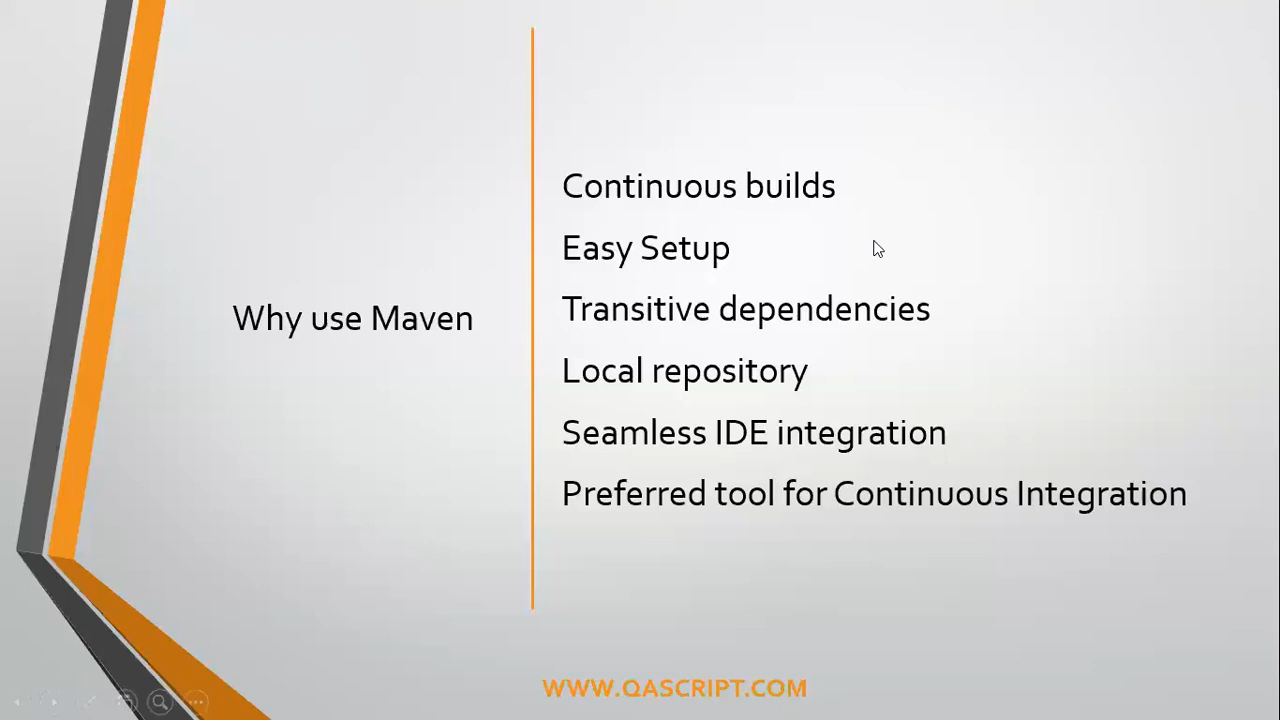 Why use Maven
Continuous builds
Easy Setup
Transitive dependencies
Local repository
Seamless IDE integration
Preferred tool for Continuous Integration
WWW.QASCRIPT.COM